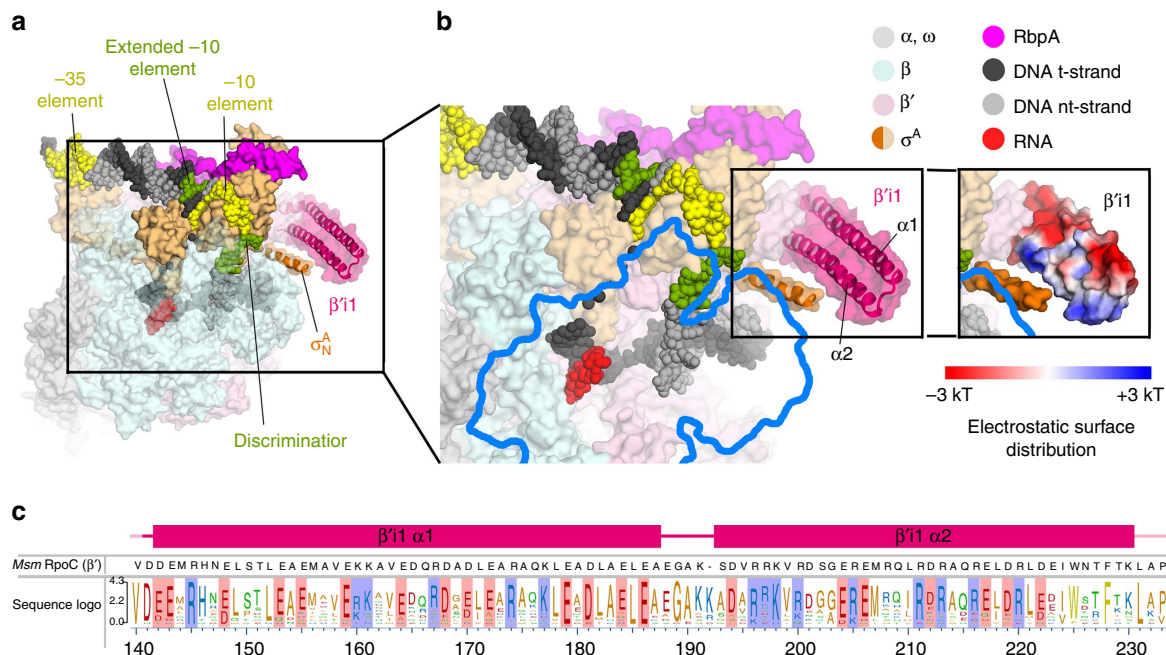 a
Extended –10
element
–35
element
–10
element
β′i1
σᴬN
Discriminatior
b
α, ω
β
β′
σᴬ
RbpA
DNA t-strand
DNA nt-strand
RNA
β′i1
α1
α2
β′i1
–3 kT
+3 kT
Electrostatic surface
distribution
c
β′i1 α1
β′i1 α2
Msm RpoC (β′)
V D D E M R H N E L S T L E A E M A V E K K A V E D Q R D A D L E A R A Q K L E A D L A E L E A E G A K - S D V R R K V R D S G E R E M R Q L R D R A Q R E L D R L D E I W N T F T K L A P
Sequence logo
4.3
2.2
0.0
140 150 160 170 180 190 200 210 220 230